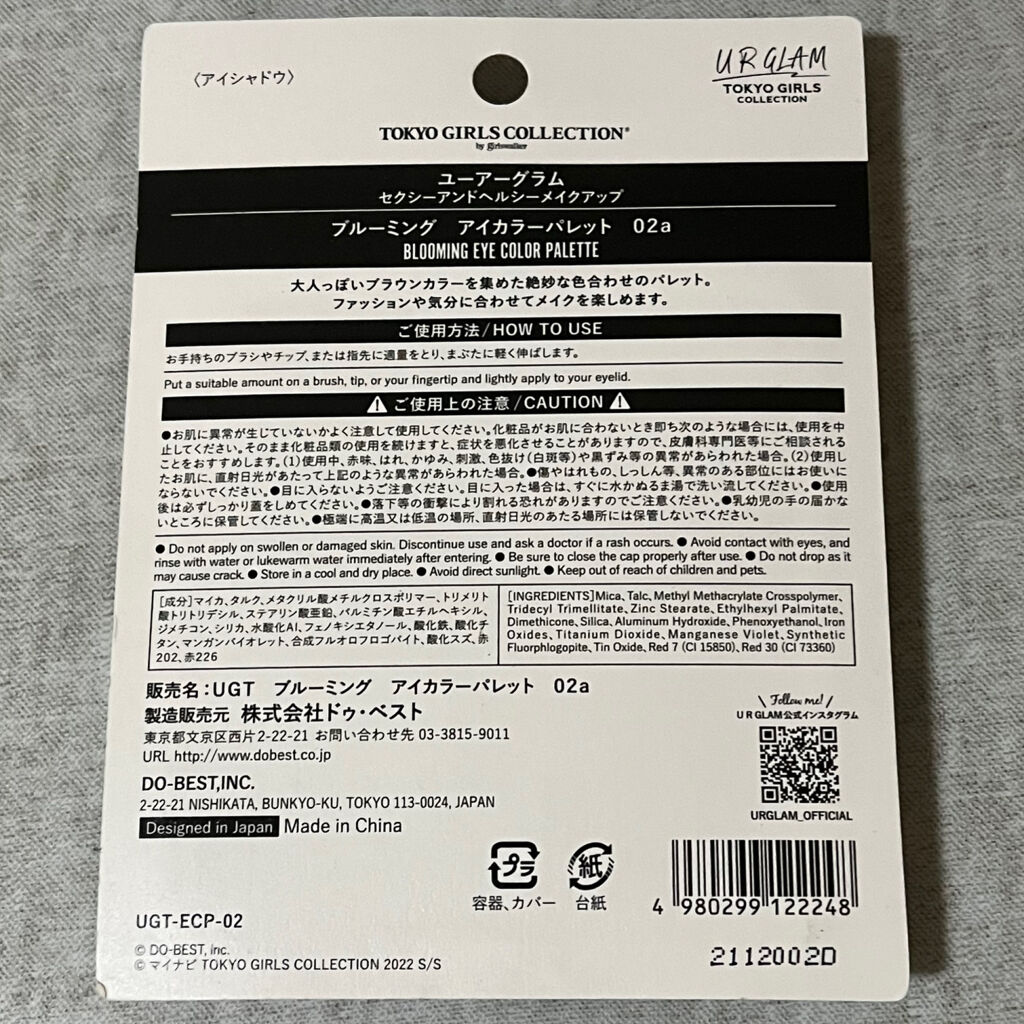 〈アイシャドウ〉
UR GLAM
TOKYO GIRLS
COLLECTION
TOKYO GIRLS COLLECTION®
by girlswalker
ユーアーグラム
セクシーアンドヘルシーメイクアップ
ブルーミング アイカラーパレット 02a
BLOOMING EYE COLOR PALETTE
大人っぽいブラウンカラーを集めた絶妙な色合わせのパレット。
ファッションや気分に合わせてメイクを楽しめます。
ご使用方法/HOW TO USE
お手持ちのブラシやチップ、または指先に適量をとり、まぶたに軽く伸ばします。
Put a suitable amount on a brush, tip, or your fingertip and lightly apply to your eyelid.
ご使用上の注意/CAUTION
●お肌に異常が生じていないかよく注意して使用してください。化粧品がお肌に合わないとき即ち次のような場合には、使用を中
止してください。そのまま化粧品類の使用を続けますと、症状を悪化させることがありますので、皮膚科専門医等にご相談され
ることをおすすめします。(1)使用中、赤味、はれ、かゆみ、刺激、色抜け(白斑等)や黒ずみ等の異常があらわれた場合。(2)使用し
たお肌に、直射日光があたって上記のような異常があらわれた場合。●傷やはれもの、しっしん等、異常のある部位にはお使いに
ならないでください。●目に入らないようご注意ください。目に入った場合は、すぐに水かぬるま湯で洗い流してください。●使用
後は必ずしっかり蓋をしめてください。●落下等の衝撃により割れる恐れがありますのでご注意ください。●乳幼児の手の届かな
いところに保管してください。●極端に高温又は低温の場所、直射日光のあたる場所には保管しないでください。
● Do not apply on swollen or damaged skin. Discontinue use and ask a doctor if a rash occurs. ● Avoid contact with eyes, and
rinse with water or lukewarm water immediately after entering. ● Be sure to close the cap properly after use. ● Do not drop as it
may cause crack. ● Store in a cool and dry place. ● Avoid direct sunlight. ● Keep out of reach of children and pets.
[成分]マイカ、タルク、メタクリル酸メチルクロスポリマー、トリメリト
酸トリトリデシル、ステアリン酸亜鉛、パルミチン酸エチルヘキシル、
ジメチコン、シリカ、水酸化Al、フェノキシエタノール、酸化鉄、酸化チ
タン、マンガンバイオレット、合成フルオロフロゴパイト、酸化スズ、赤
202、赤226
[INGREDIENTS]Mica, Talc, Methyl Methacrylate Crosspolymer,
Tridecyl Trimellitate, Zinc Stearate, Ethylhexyl Palmitate,
Dimethicone, Silica, Aluminum Hydroxide, Phenoxyethanol, Iron
Oxides, Titanium Dioxide, Manganese Violet, Synthetic
Fluorphlogopite, Tin Oxide, Red 7 (CI 15850), Red 30 (CI 73360)
販売名:UGT ブルーミング アイカラーパレット 02a
製造販売元 株式会社ドゥ・ベスト
東京都文京区西片2-22-21 お問い合わせ先 03-3815-9011
URL http://www.dobest.co.jp
DO-BEST,INC.
2-22-21 NISHIKATA, BUNKYO-KU, TOKYO 113-0024, JAPAN
Designed in Japan Made in China
\ Follow me! /
UR GLAM公式インスタグラム
URGLAM_OFFICIAL
プラ
容器、カバー
紙
台紙
4 980299 122248
UGT-ECP-02
© DO-BEST, Inc.
© マイナビ TOKYO GIRLS COLLECTION 2022 S/S
2112002D